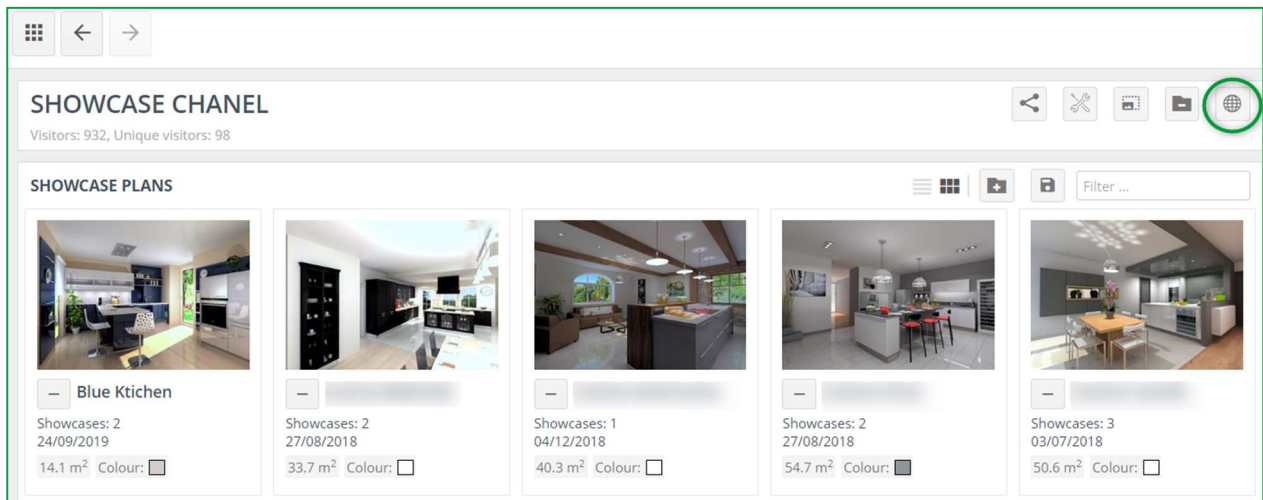 SHOWCASE CHANEL
Visitors: 932, Unique visitors: 98
SHOWCASE PLANS
Filter ...
Blue Ktichen
Showcases: 2
24/09/2019
14.1 m² Colour:
Showcases: 2
27/08/2018
33.7 m² Colour:
Showcases: 1
04/12/2018
40.3 m² Colour:
Showcases: 2
27/08/2018
54.7 m² Colour:
Showcases: 3
03/07/2018
50.6 m² Colour: